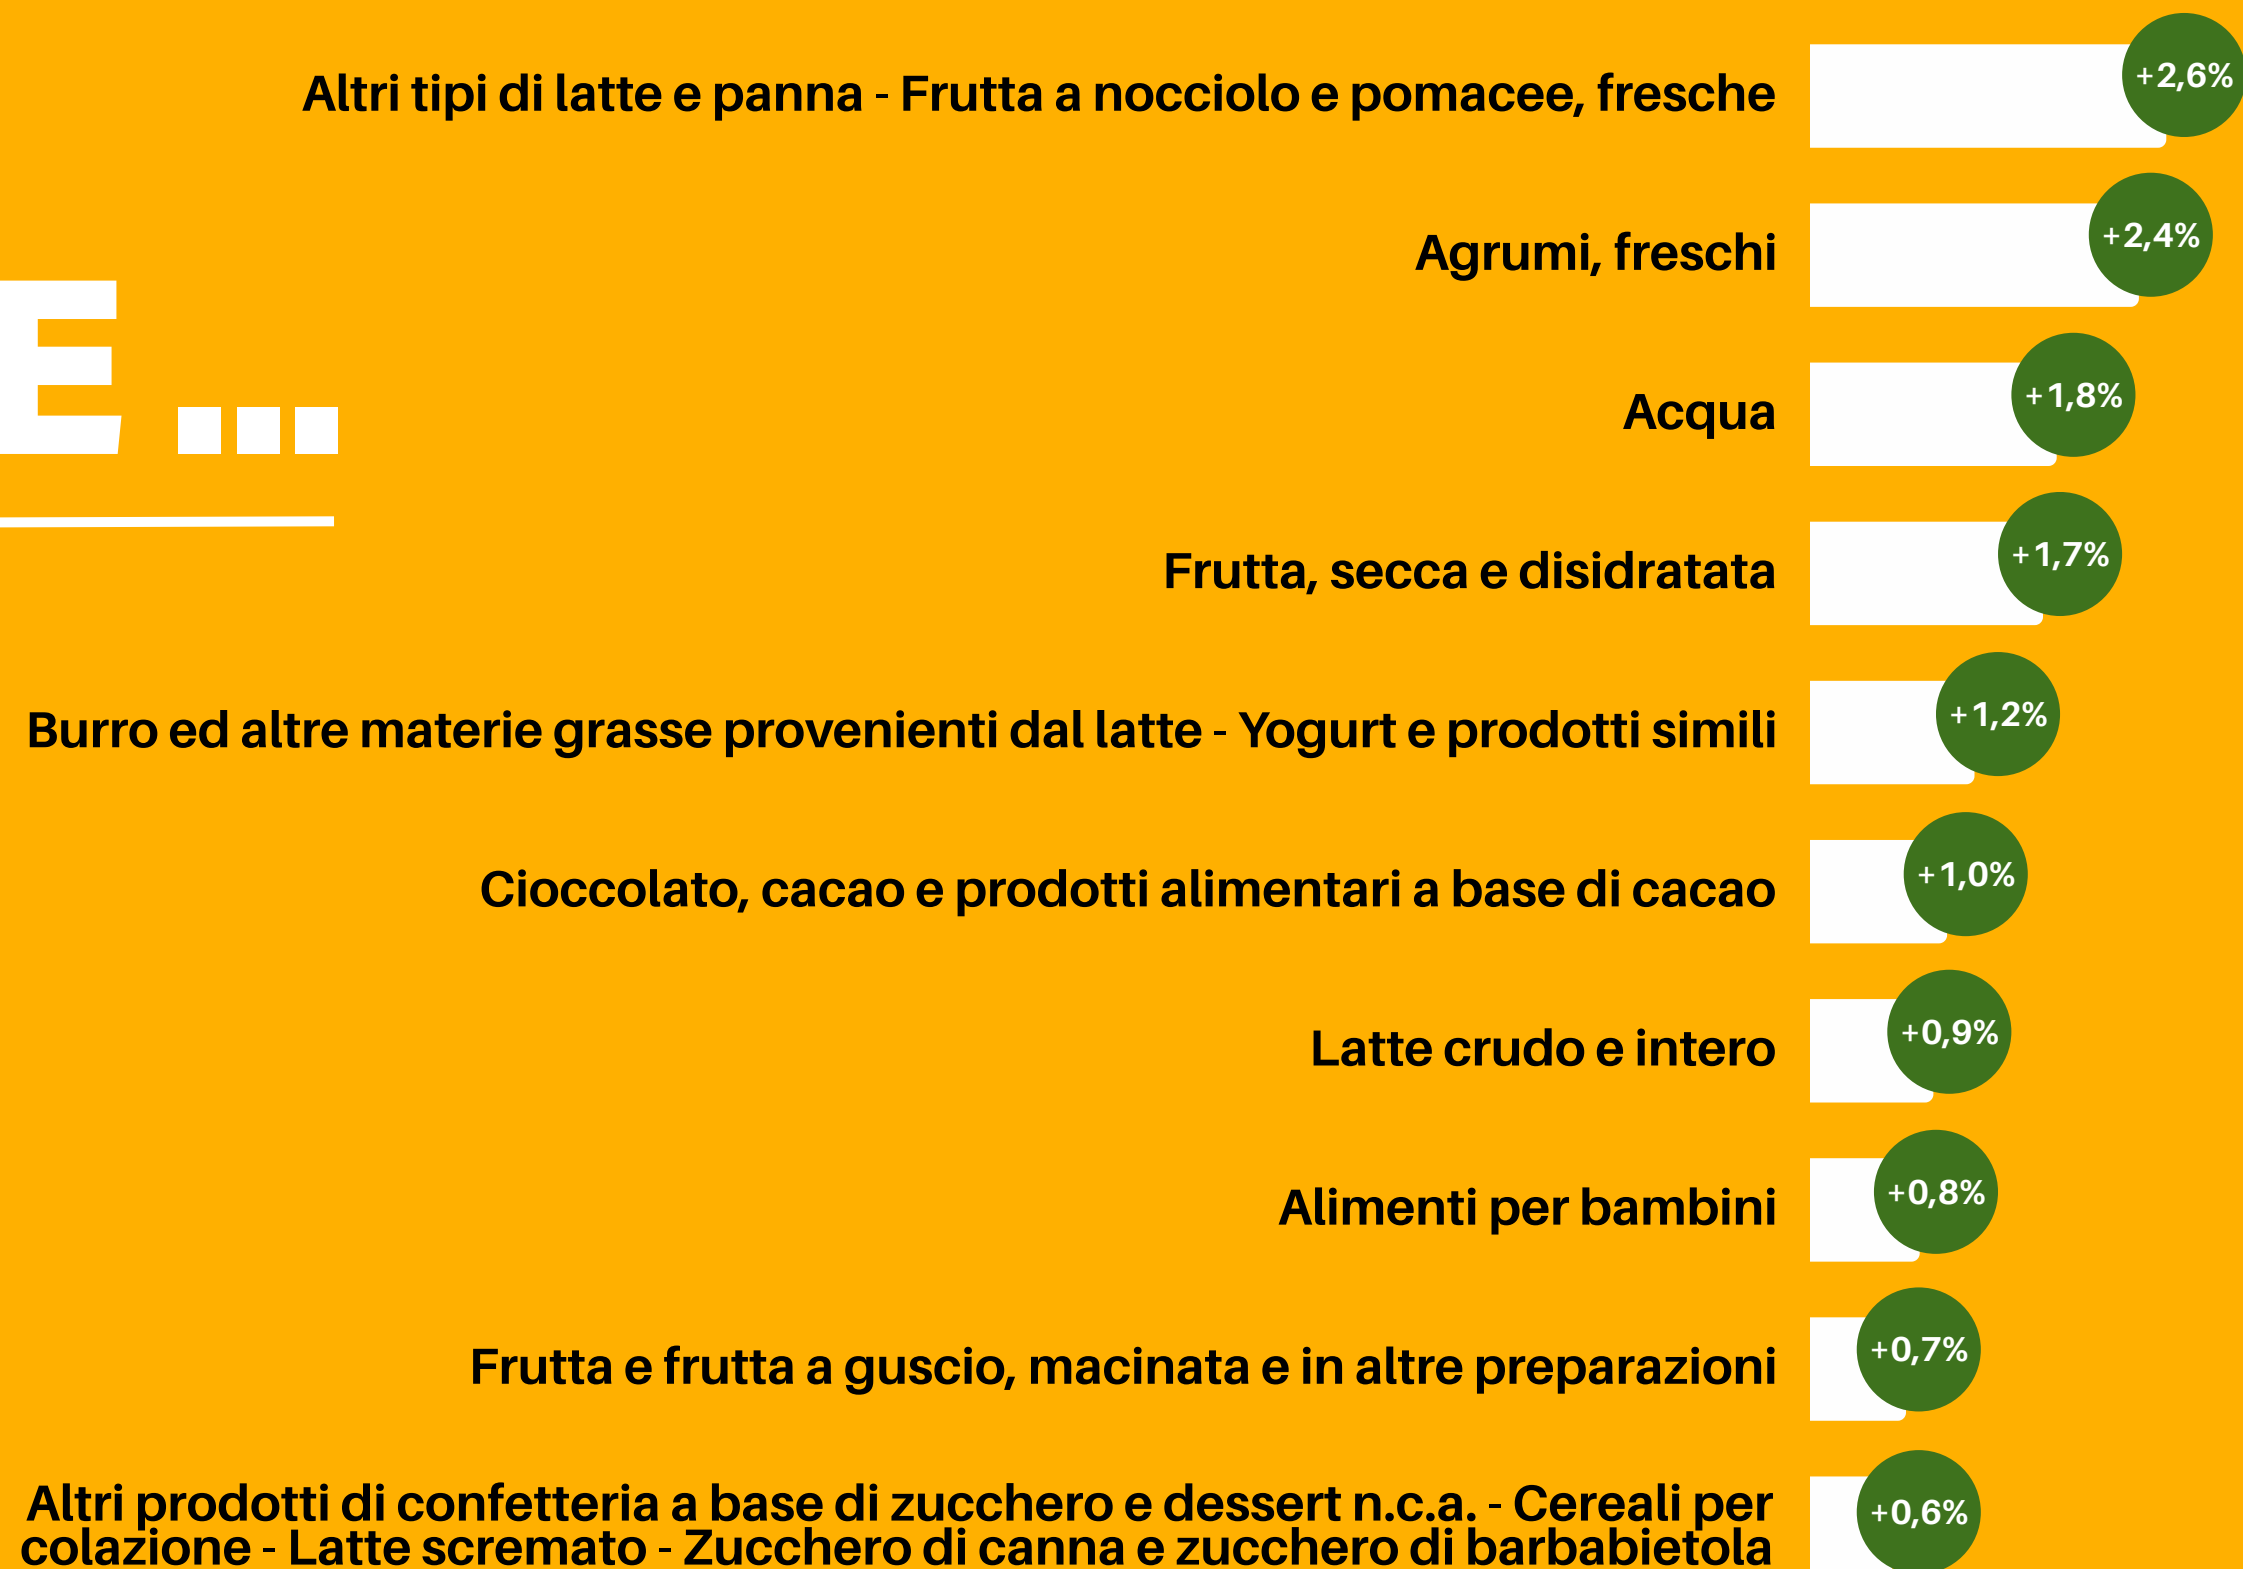 Altri tipi di latte e panna - Frutta a nocciolo e pomacee, fresche
+2,6%
Agrumi, freschi
+2,4%
E ...
Acqua
+1,8%
Frutta, secca e disidratata
+1,7%
Burro ed altre materie grasse provenienti dal latte - Yogurt e prodotti simili
+1,2%
Cioccolato, cacao e prodotti alimentari a base di cacao
+1,0%
Latte crudo e intero
+0,9%
Alimenti per bambini
+0,8%
Frutta e frutta a guscio, macinata e in altre preparazioni
+0,7%
Altri prodotti di confetteria a base di zucchero e dessert n.c.a. - Cereali per
colazione - Latte scremato - Zucchero di canna e zucchero di barbabietola
+0,6%